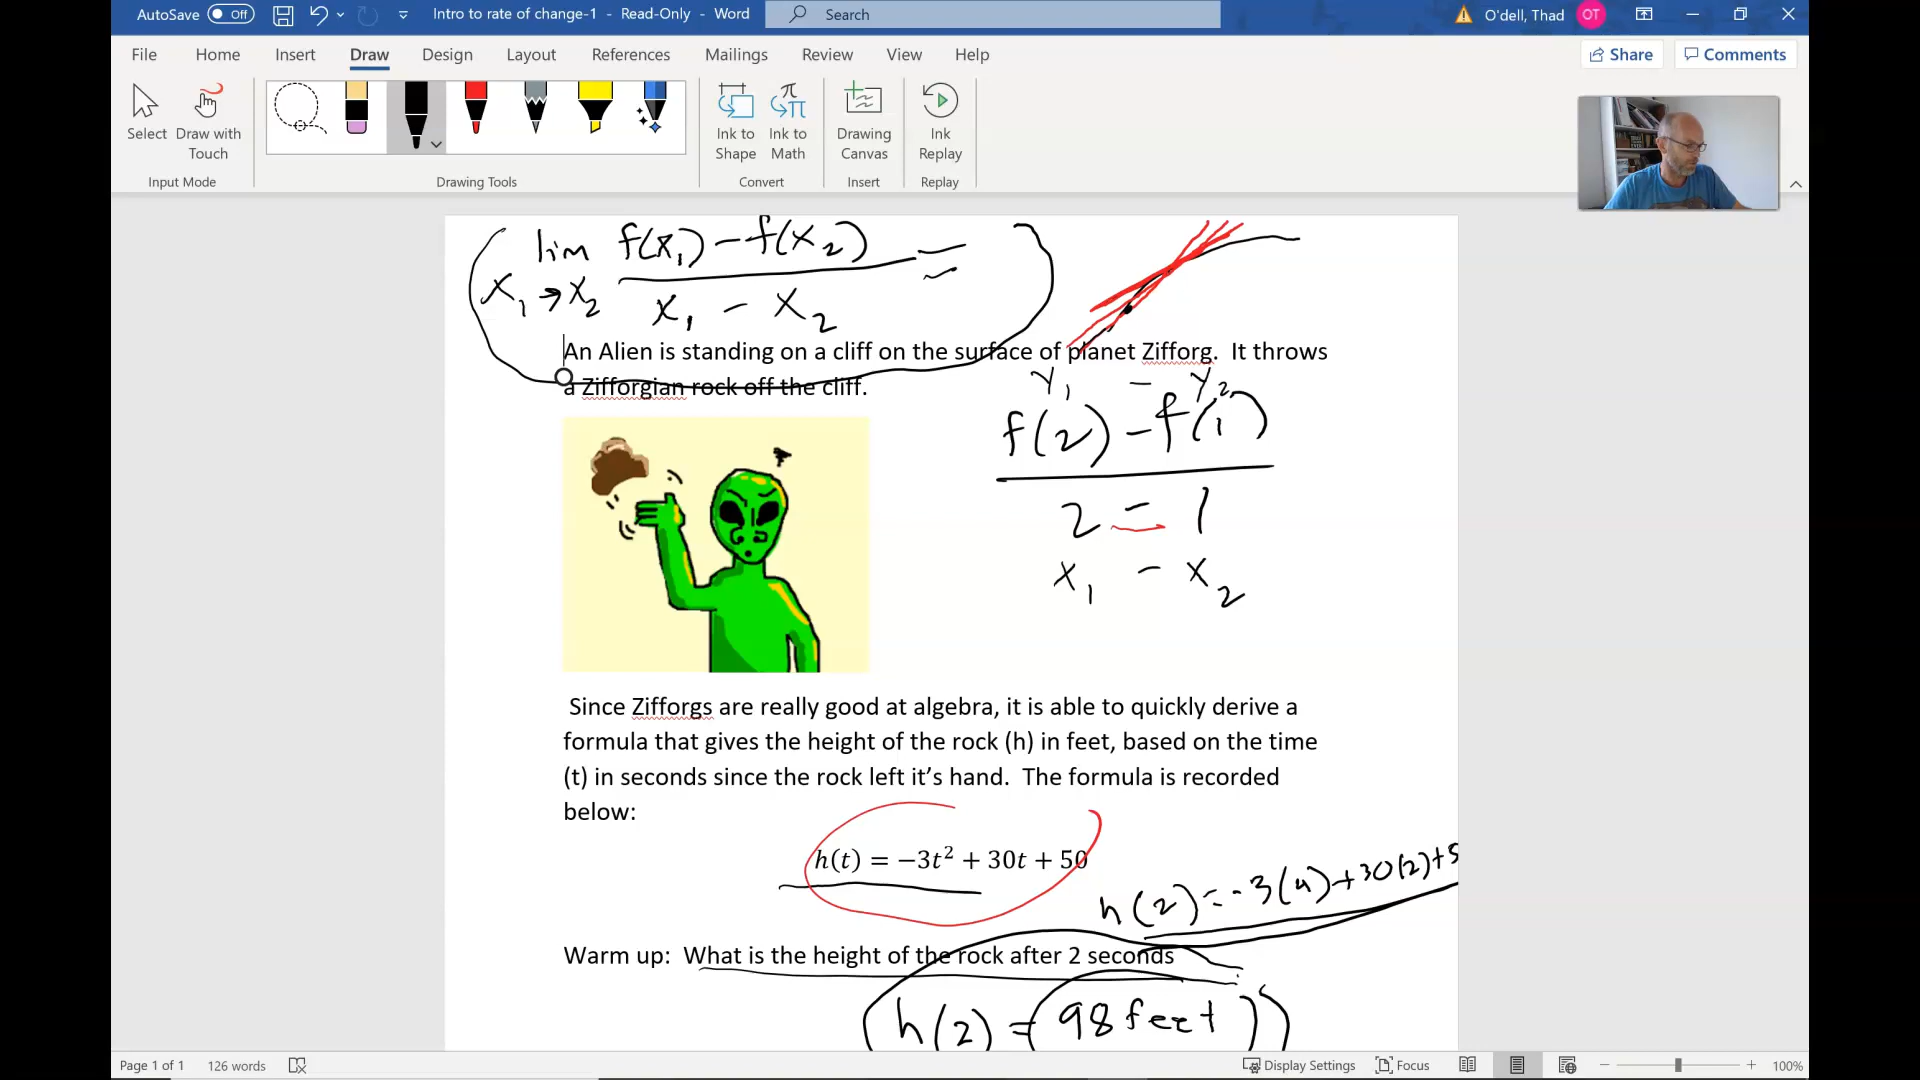 AutoSave Off Intro to rate of change-1 - Read-Only - Word Search O'dell, Thad OT
File Home Insert Draw Design Layout References Mailings Review View Help Share Comments
Select Draw with Touch Ink to Shape Ink to Math Drawing Canvas Ink Replay
Input Mode Drawing Tools Convert Insert Replay
lim f(x₁) - f(x₂) =
x₁→x₂ x₁ - x₂
An Alien is standing on a cliff on the surface of planet Zifforg. It throws
a Zifforgian rock off the cliff.
y₁ - y₂
f(2) - f(1)
2 - 1
x₁ - x₂
Since Zifforgs are really good at algebra, it is able to quickly derive a
formula that gives the height of the rock (h) in feet, based on the time
(t) in seconds since the rock left it's hand. The formula is recorded
below:
h(t) = −3t² + 30t + 50
h(2) = -3(4)+30(2)+5
Warm up: What is the height of the rock after 2 seconds
h(2) = 98 feet
Page 1 of 1 126 words Display Settings Focus 100%